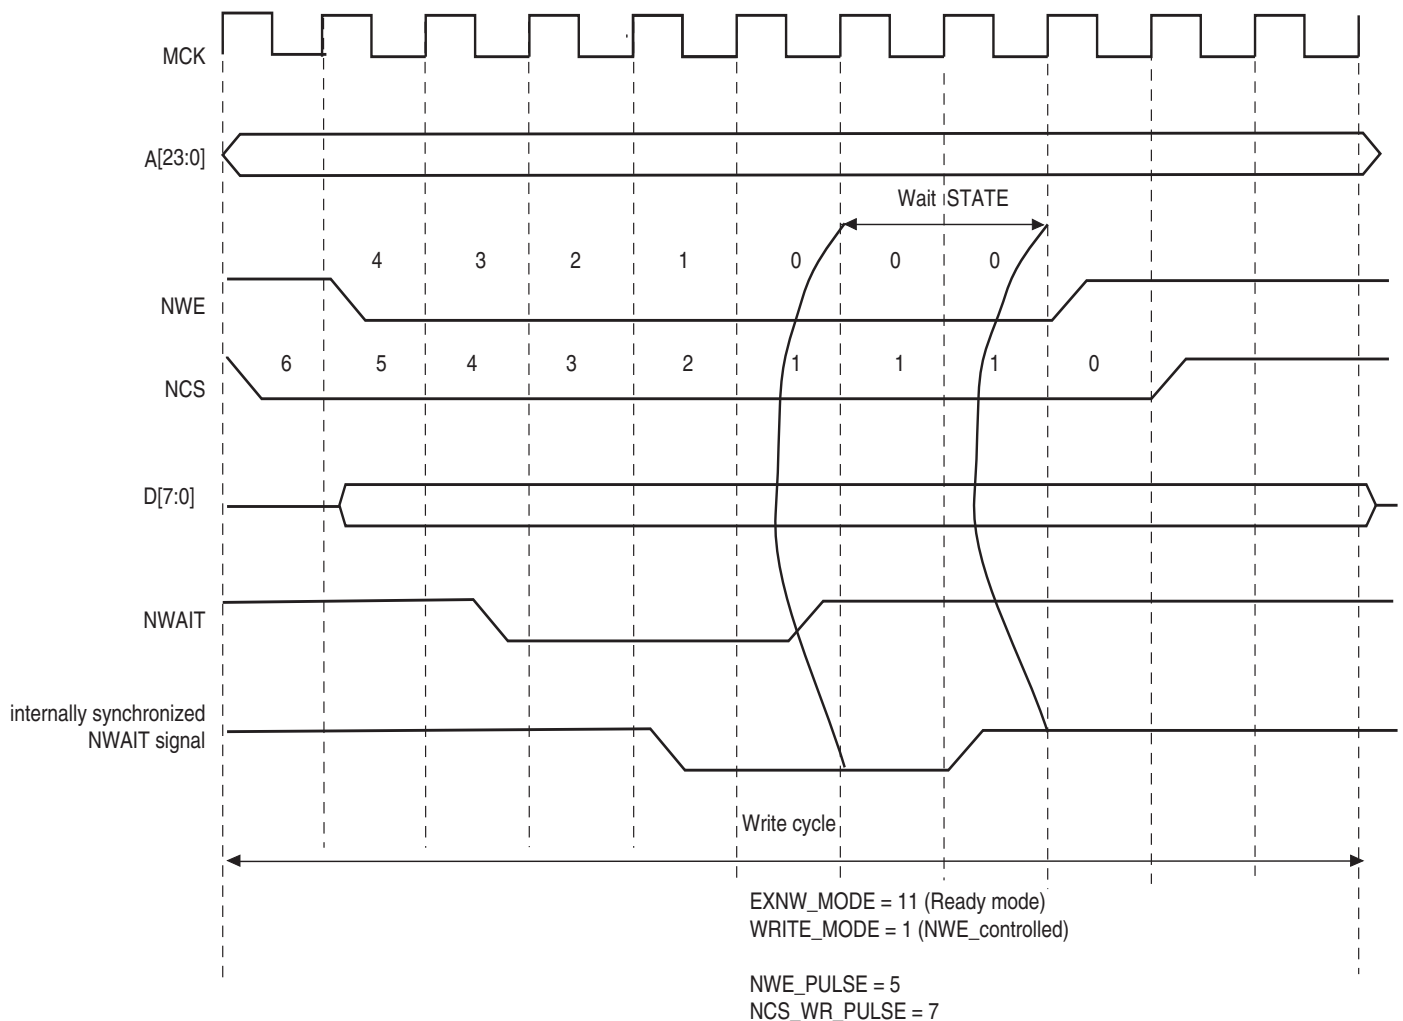 MCK
A[23:0]
Wait STATE
4 3 2 1 0 0 0
NWE
6 5 4 3 2 1 1 1 0
NCS
D[7:0]
NWAIT
internally synchronized
NWAIT signal
Write cycle
EXNW_MODE = 11 (Ready mode)
WRITE_MODE = 1 (NWE_controlled)
NWE_PULSE = 5
NCS_WR_PULSE = 7